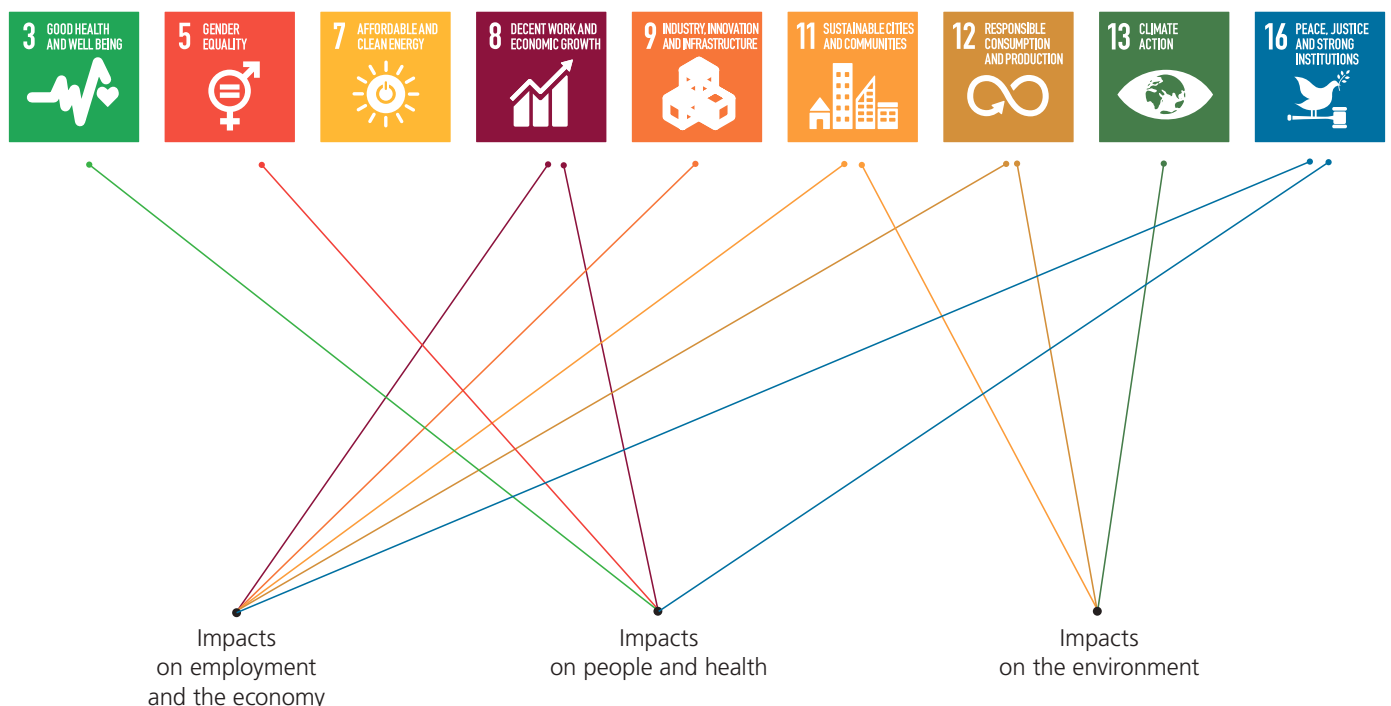 3 GOOD HEALTH
AND WELL BEING
5 GENDER
EQUALITY
7 AFFORDABLE AND
CLEAN ENERGY
8 DECENT WORK AND
ECONOMIC GROWTH
9 INDUSTRY, INNOVATION
AND INFRASTRUCTURE
11 SUSTAINABLE CITIES
AND COMMUNITIES
12 RESPONSIBLE
CONSUMPTION
AND PRODUCTION
13 CLIMATE
ACTION
16 PEACE, JUSTICE
AND STRONG
INSTITUTIONS
Impacts
on employment
and the economy
Impacts
on people and health
Impacts
on the environment